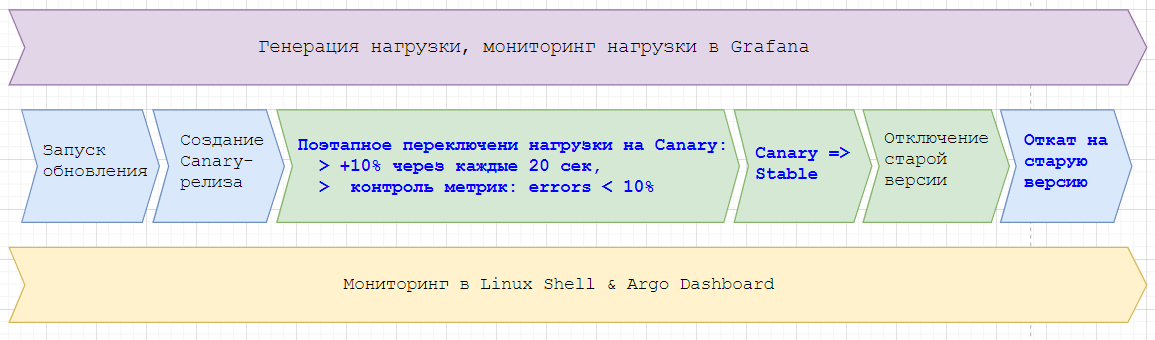 Генерация нагрузки, мониторинг нагрузки в Grafana
Запуск
обновления
Создание
Canary-
релиза
Поэтапное переключени нагрузки на Canary:
> +10% через каждые 20 сек,
> контроль метрик: errors < 10%
Canary =>
Stable
Отключение
старой
версии
Откат на
старую
версию
Мониторинг в Linux Shell & Argo Dashboard